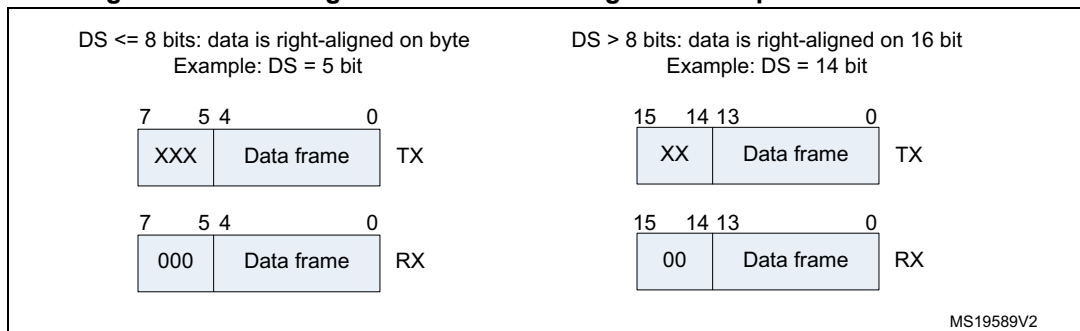 DS <= 8 bits: data is right-aligned on byte
Example: DS = 5 bit
7 5 4 0
XXX Data frame TX
7 5 4 0
000 Data frame RX
DS > 8 bits: data is right-aligned on 16 bit
Example: DS = 14 bit
15 14 13 0
XX Data frame TX
15 14 13 0
00 Data frame RX
MS19589V2